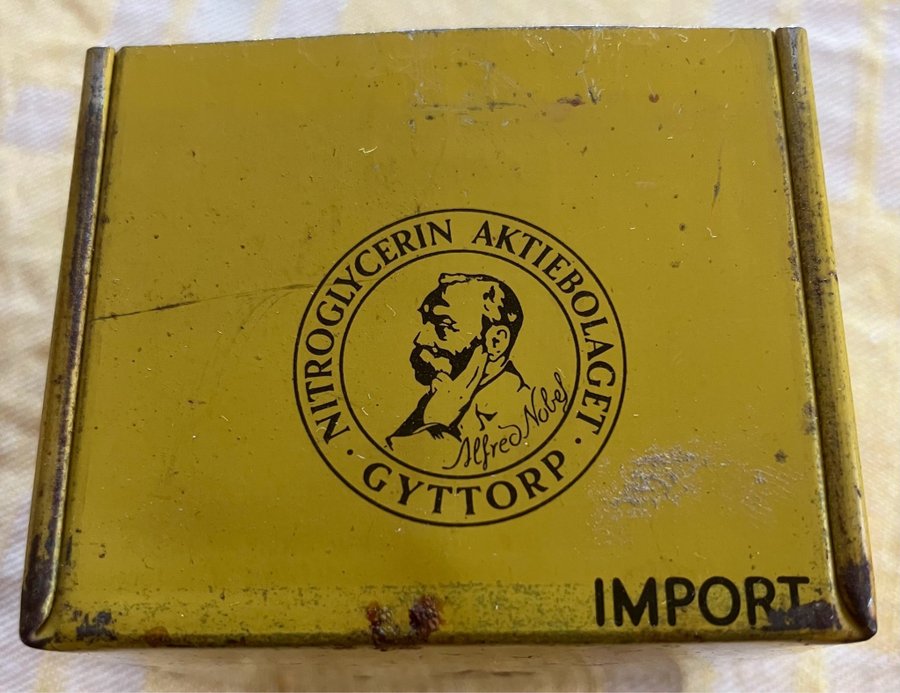 NITROGLYCERIN AKTIEBOLAGET
Alfred Nobel
· GYTTORP ·
IMPORT